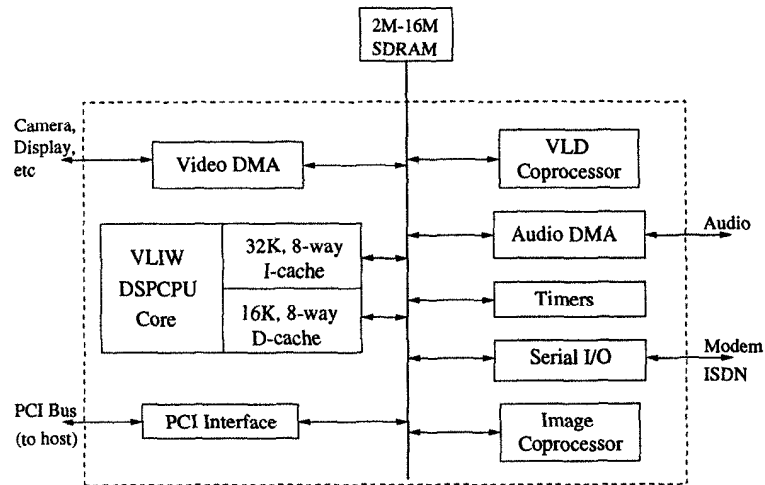 2M-16M
SDRAM
Camera,
Display,
etc
Video DMA
VLD
Coprocessor
VLIW
DSPCPU
Core
32K, 8-way
I-cache
16K, 8-way
D-cache
Audio DMA
Audio
Timers
Serial I/O
Modem
ISDN
PCI Bus
(to host)
PCI Interface
Image
Coprocessor